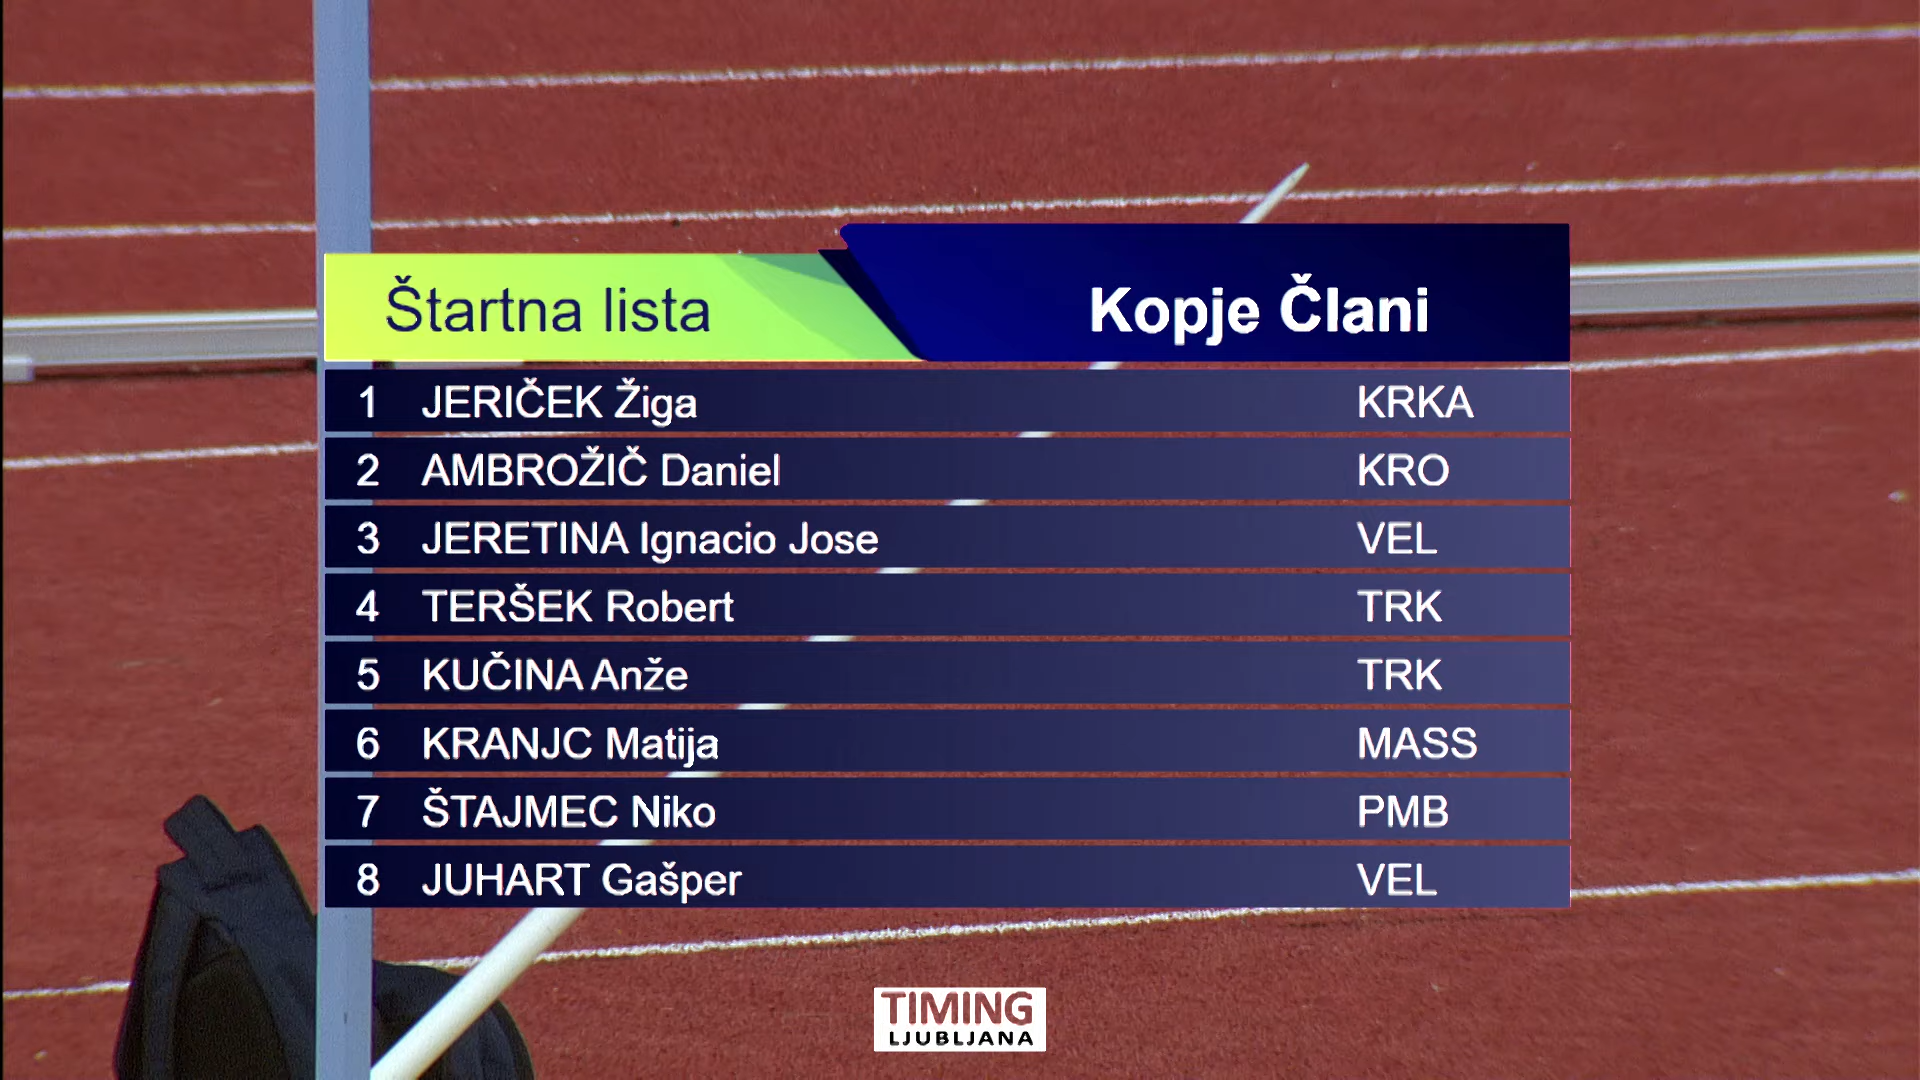 Štartna lista
Kopje Člani
1 JERIČEK Žiga KRKA
2 AMBROŽIČ Daniel KRO
3 JERETINA Ignacio Jose VEL
4 TERŠEK Robert TRK
5 KUČINA Anže TRK
6 KRANJC Matija MASS
7 ŠTAJMEC Niko PMB
8 JUHART Gašper VEL
TIMING
LJUBLJANA